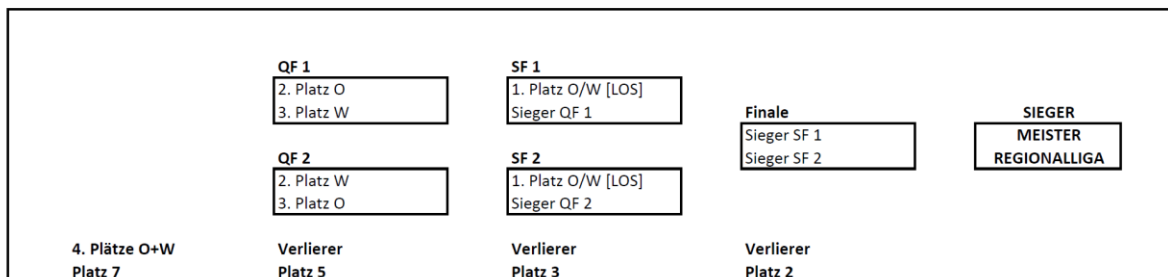 QF 1
2. Platz O
3. Platz W
QF 2
2. Platz W
3. Platz O
SF 1
1. Platz O/W [LOS]
Sieger QF 1
SF 2
1. Platz O/W [LOS]
Sieger QF 2
Finale
Sieger SF 1
Sieger SF 2
SIEGER
MEISTER
REGIONALLIGA
4. Plätze O+W
Platz 7
Verlierer
Platz 5
Verlierer
Platz 3
Verlierer
Platz 2